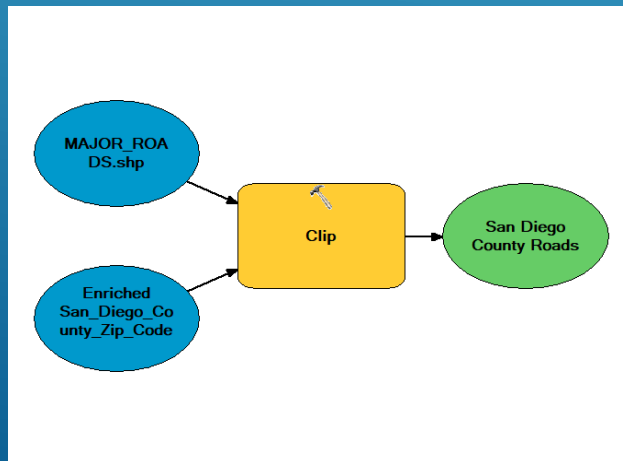 MAJOR_ROA
DS.shp
Clip
San Diego
County Roads
Enriched
San_Diego_Co
unty_Zip_Code